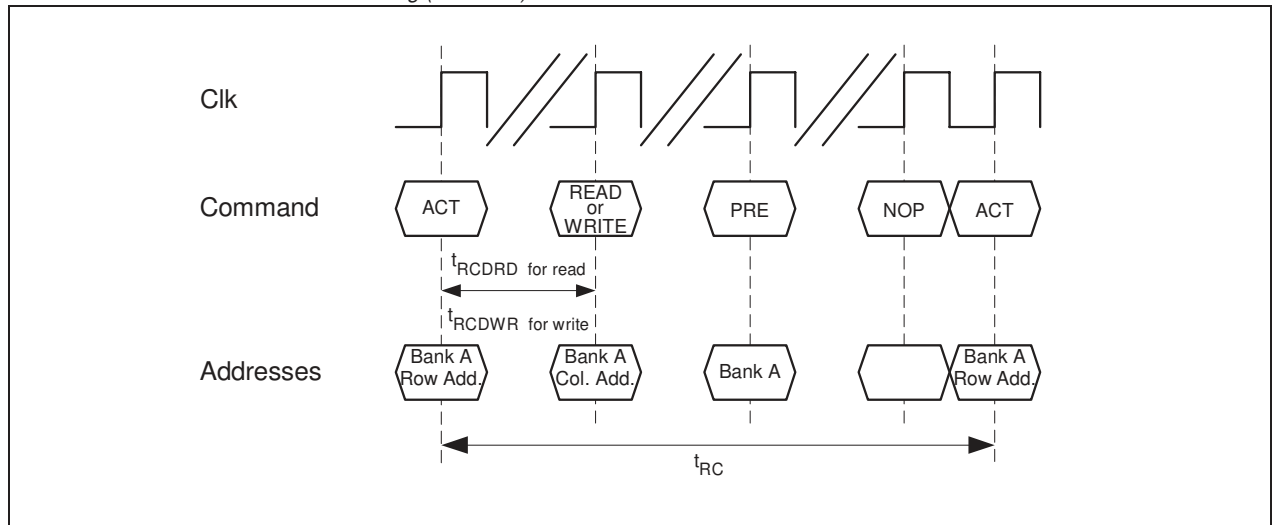 Clk
Command
ACT
READ
or
WRITE
PRE
NOP
ACT
tRCDRD for read
tRCDWR for write
Addresses
Bank A
Row Add.
Bank A
Col. Add.
Bank A
Bank A
Row Add.
tRC